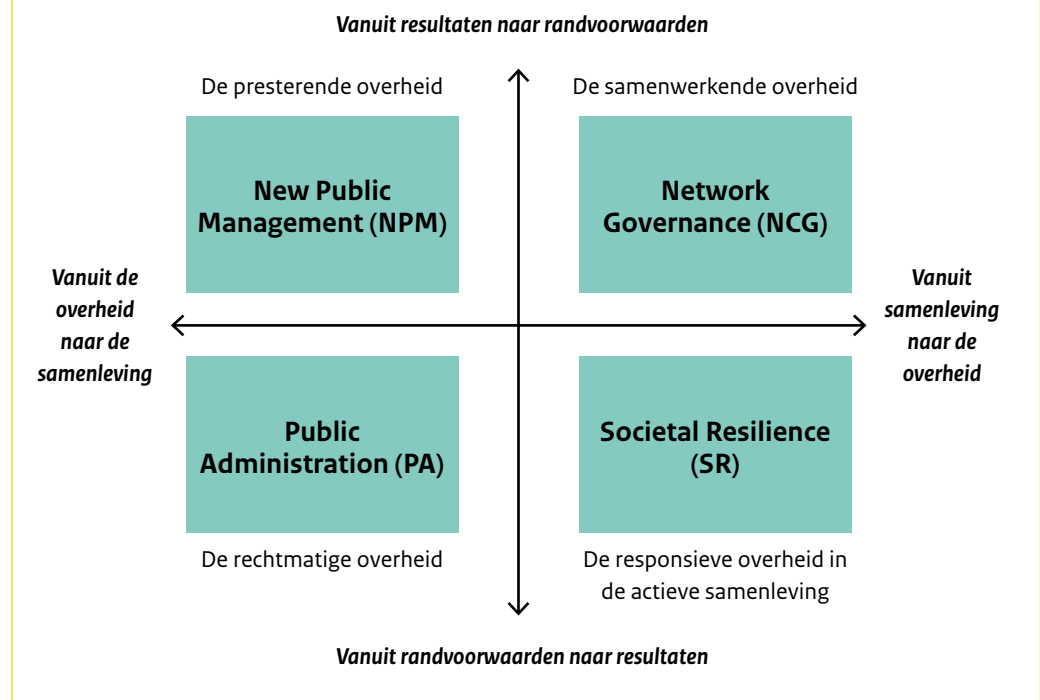 Vanuit resultaten naar randvoorwaarden
De presterende overheid
De samenwerkende overheid
New Public
Management (NPM)
Network
Governance (NCG)
Vanuit de
overheid
naar de
samenleving
Vanuit
samenleving
naar de
overheid
Public
Administration (PA)
Societal Resilience
(SR)
De rechtmatige overheid
De responsieve overheid in
de actieve samenleving
Vanuit randvoorwaarden naar resultaten